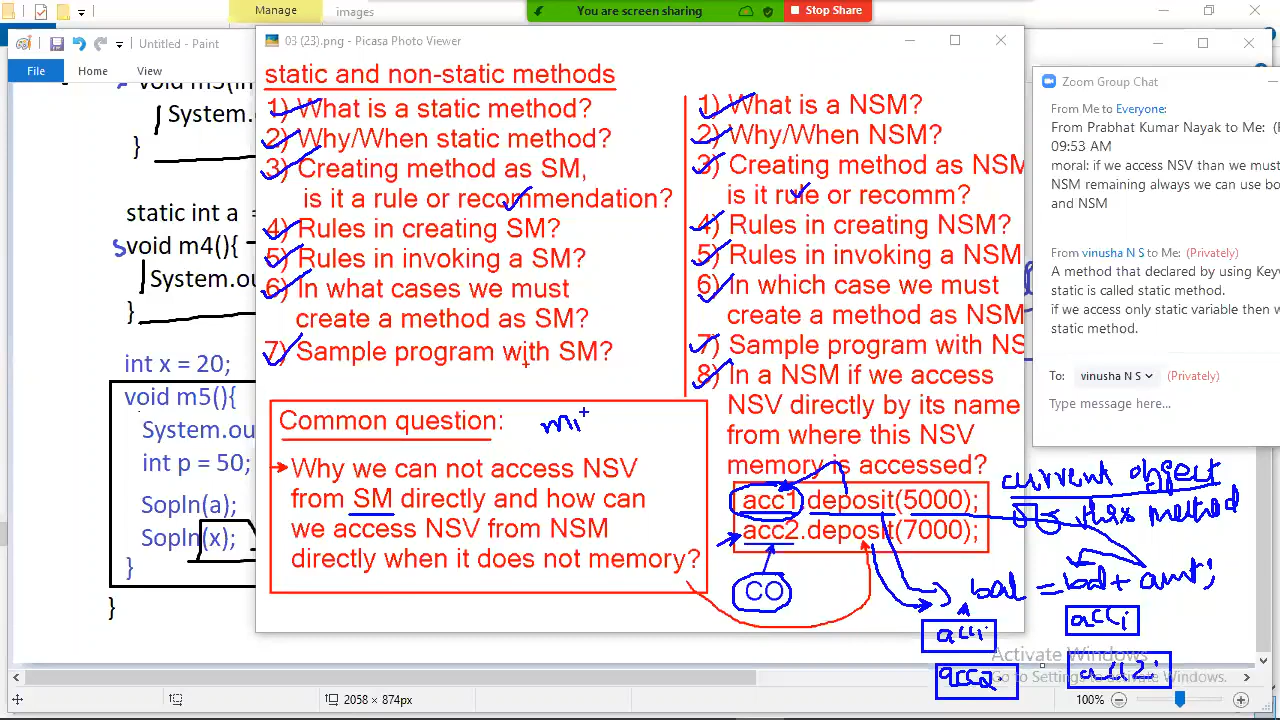 Manage
images
You are screen sharing
Stop Share
Untitled - Paint
File
Home
View
03 (23).png - Picasa Photo Viewer
System.ou
}
static int a =
void m4(){
System.ou
}
int x = 20;
void m5(){
System.ou
int p = 50;
Sopln(a);
Sopln(x);
}
}
static and non-static methods
1) What is a static method?
2) Why/When static method?
3) Creating method as SM,
is it a rule or recommendation?
4) Rules in creating SM?
5) Rules in invoking a SM?
6) In what cases we must
create a method as SM?
7) Sample program with SM?
Common question:
Why we can not access NSV
from SM directly and how can
we access NSV from NSM
directly when it does not memory?
1) What is a NSM?
2) Why/When NSM?
3) Creating method as NSM
is it rule or recomm?
4) Rules in creating NSM?
5) Rules in invoking a NSM
6) In which case we must
create a method as NSM
7) Sample program with NS
8) In a NSM if we access
NSV directly by its name
from where this NSV
memory is accessed?
acc1.deposit(5000);
acc2.deposit(7000);
CO
current object
this method
bal = bal + amt;
acc1
acc1
acc2
acc2
Zoom Group Chat
From Me to Everyone:
From Prabhat Kumar Nayak to Me: (P
09:53 AM
moral: if we access NSV than we must
NSM remaining always we can use bo
and NSM
From vinusha N S to Me: (Privately)
A method that declared by using Keyw
static is called static method.
if we access only static variable then w
static method.
To: vinusha N S (Privately)
Type message here...
Activate Windows
Go to Settings to activate Windows.
2058 × 874px
100%